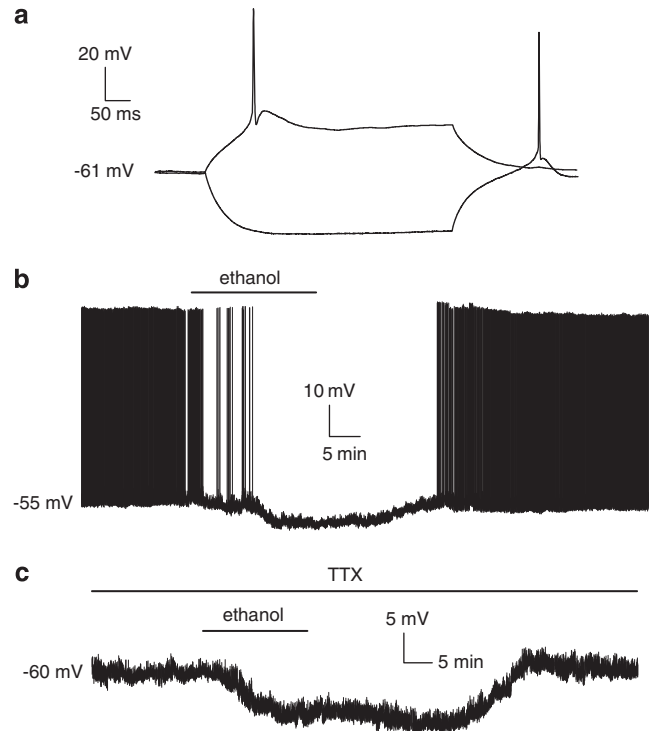 a
20 mV
50 ms
-61 mV
b
ethanol
10 mV
5 min
-55 mV
c
TTX
ethanol
5 mV
5 min
-60 mV